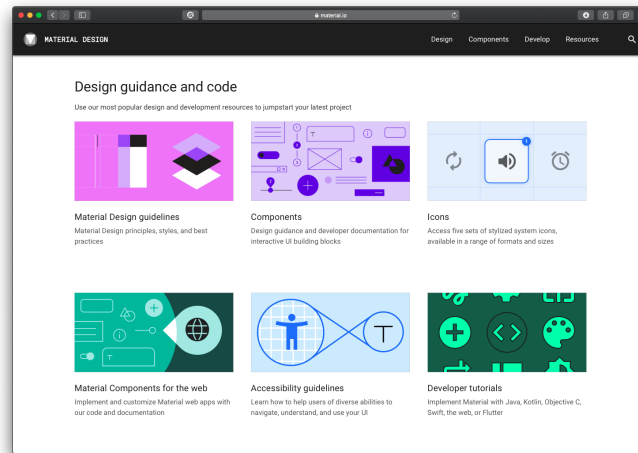 material.io
MATERIAL DESIGN
Design Components Develop Resources
Design guidance and code
Use our most popular design and development resources to jumpstart your latest project
1
T
1
2
3
T
Material Design guidelines
Material Design principles, styles, and best
practices
Components
Design guidance and developer documentation for
interactive UI building blocks
Icons
Access five sets of stylized system icons,
available in a range of formats and sizes
T
T
Material Components for the web
Implement and customize Material web apps with
our code and documentation
Accessibility guidelines
Learn how to help users of diverse abilities to
navigate, understand, and use your UI
Developer tutorials
Implement Material with Java, Kotlin, Objective C,
Swift, the web, or Flutter